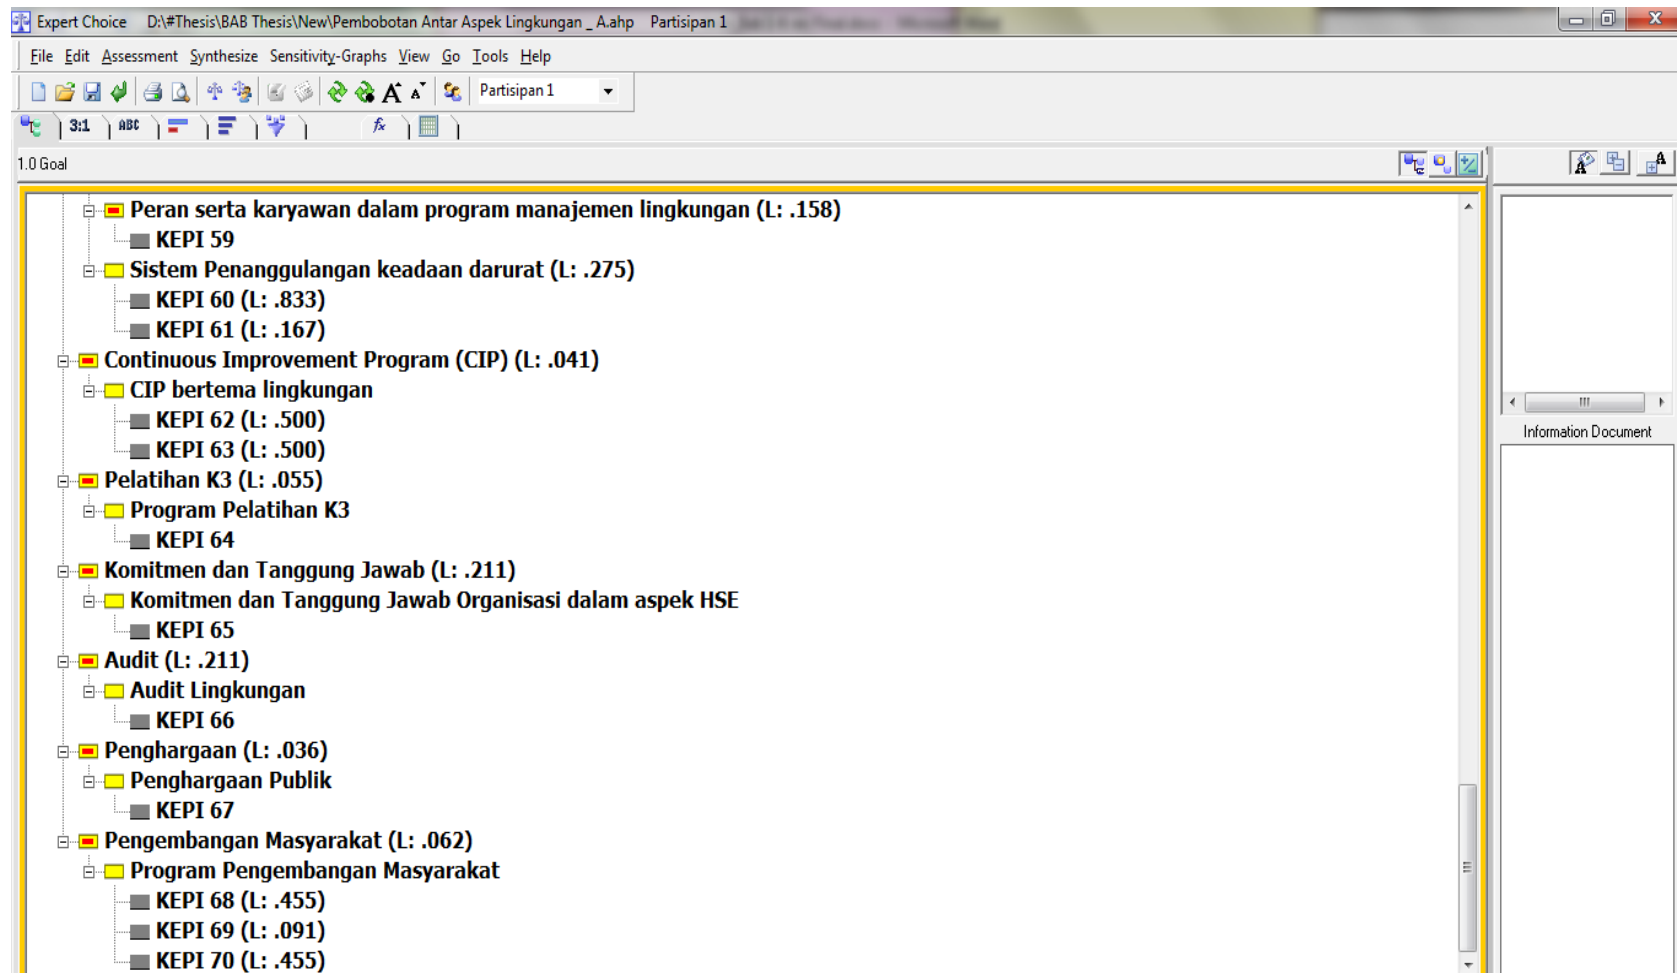 Expert Choice D:\#Thesis\BAB Thesis\New\Pembobotan Antar Aspek Lingkungan _ A.ahp Partisipan 1
File Edit Assessment Synthesize Sensitivity-Graphs View Go Tools Help
Partisipan 1
3:1 ABC fx
1.0 Goal
Peran serta karyawan dalam program manajemen lingkungan (L: .158)
KEPI 59
Sistem Penanggulangan keadaan darurat (L: .275)
KEPI 60 (L: .833)
KEPI 61 (L: .167)
Continuous Improvement Program (CIP) (L: .041)
CIP bertema lingkungan
KEPI 62 (L: .500)
KEPI 63 (L: .500)
Pelatihan K3 (L: .055)
Program Pelatihan K3
KEPI 64
Komitmen dan Tanggung Jawab (L: .211)
Komitmen dan Tanggung Jawab Organisasi dalam aspek HSE
KEPI 65
Audit (L: .211)
Audit Lingkungan
KEPI 66
Penghargaan (L: .036)
Penghargaan Publik
KEPI 67
Pengembangan Masyarakat (L: .062)
Program Pengembangan Masyarakat
KEPI 68 (L: .455)
KEPI 69 (L: .091)
KEPI 70 (L: .455)
Information Document